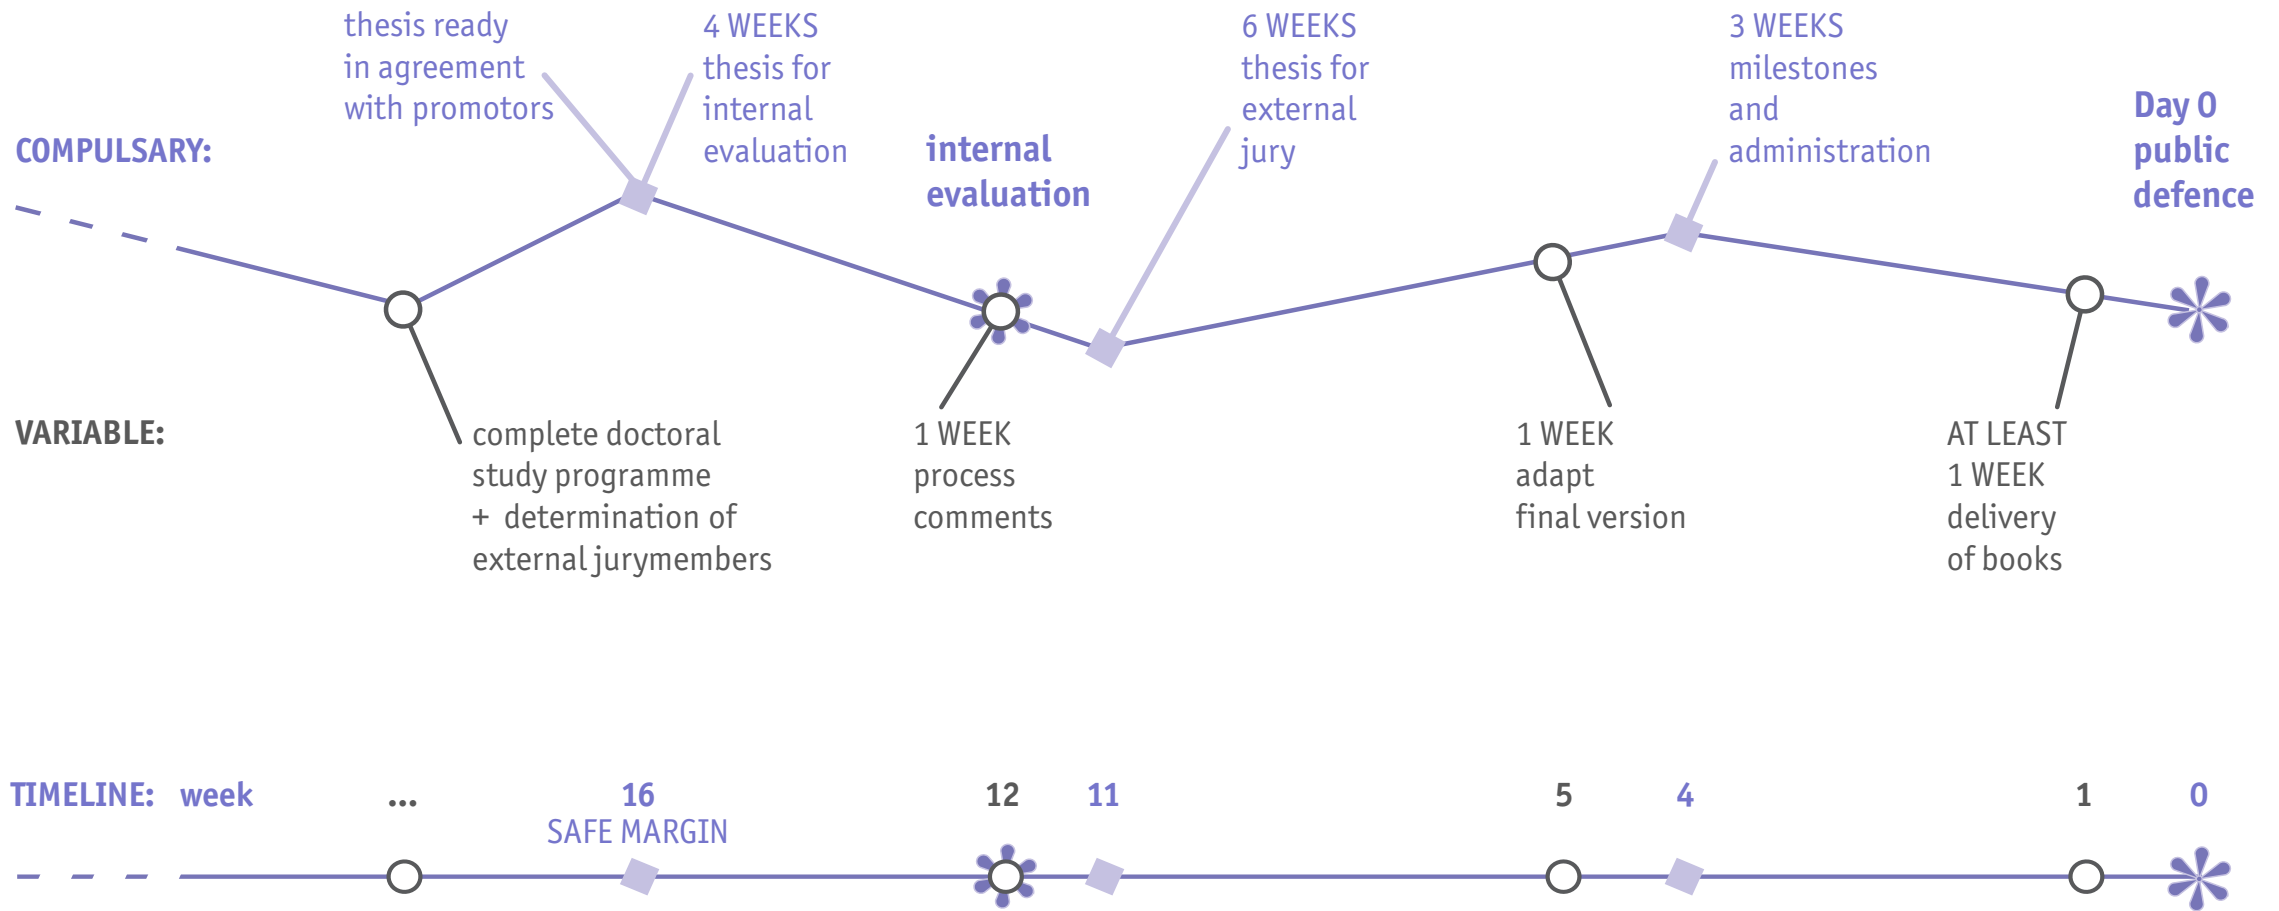 thesis ready
in agreement
with promotors
4 WEEKS
thesis for
internal
evaluation
6 WEEKS
thesis for
external
jury
3 WEEKS
milestones
and
administration
Day 0
public
defence
COMPULSARY:
internal
evaluation
VARIABLE:
complete doctoral
study programme
+ determination of
external jurymembers
1 WEEK
process
comments
1 WEEK
adapt
final version
AT LEAST
1 WEEK
delivery
of books
TIMELINE: week ... 16 12 11 5 4 1 0
SAFE MARGIN